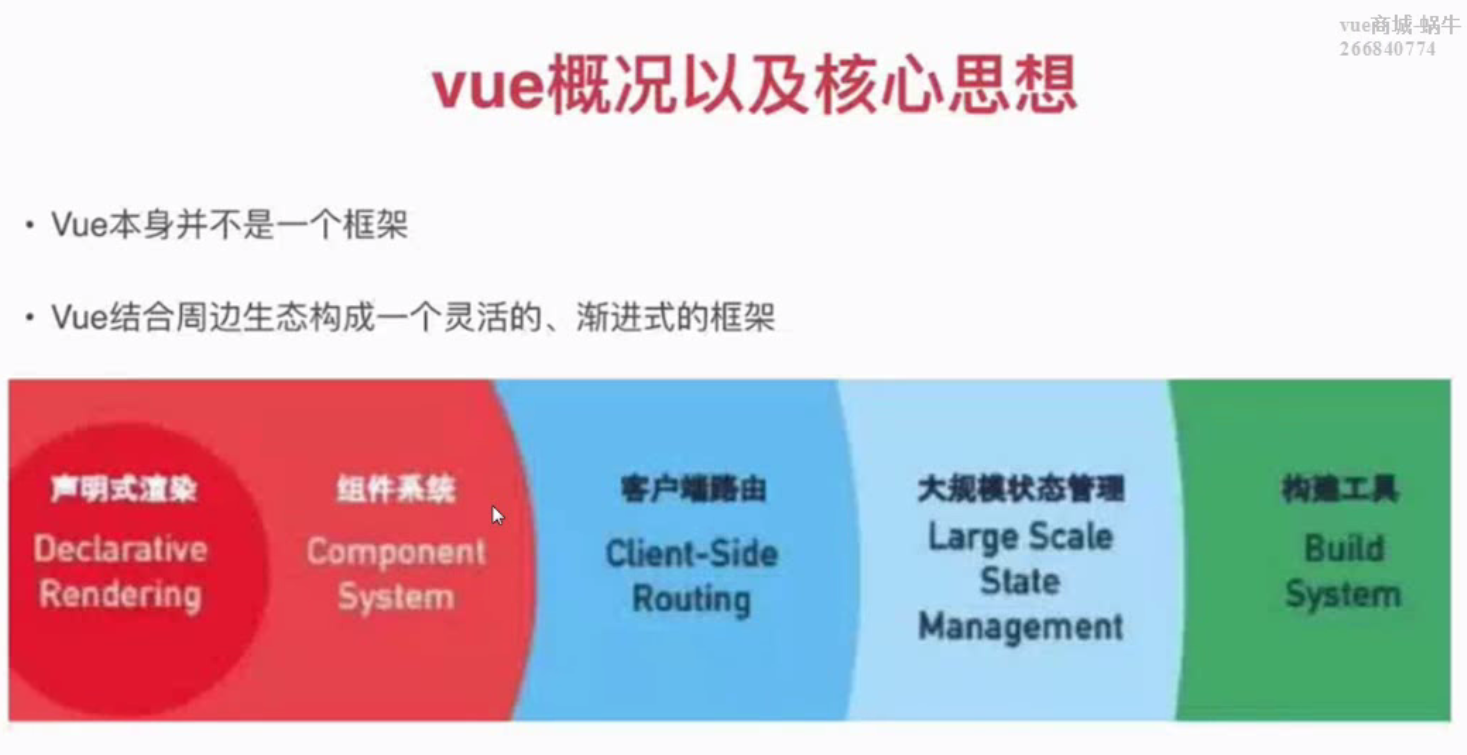 vue商城-蜗牛
266840774
vue概况以及核心思想
• Vue本身并不是一个框架
• Vue结合周边生态构成一个灵活的、渐进式的框架
声明式渲染
Declarative
Rendering
组件系统
Component
System
客户端路由
Client-Side
Routing
大规模状态管理
Large Scale
State
Management
构建工具
Build
System